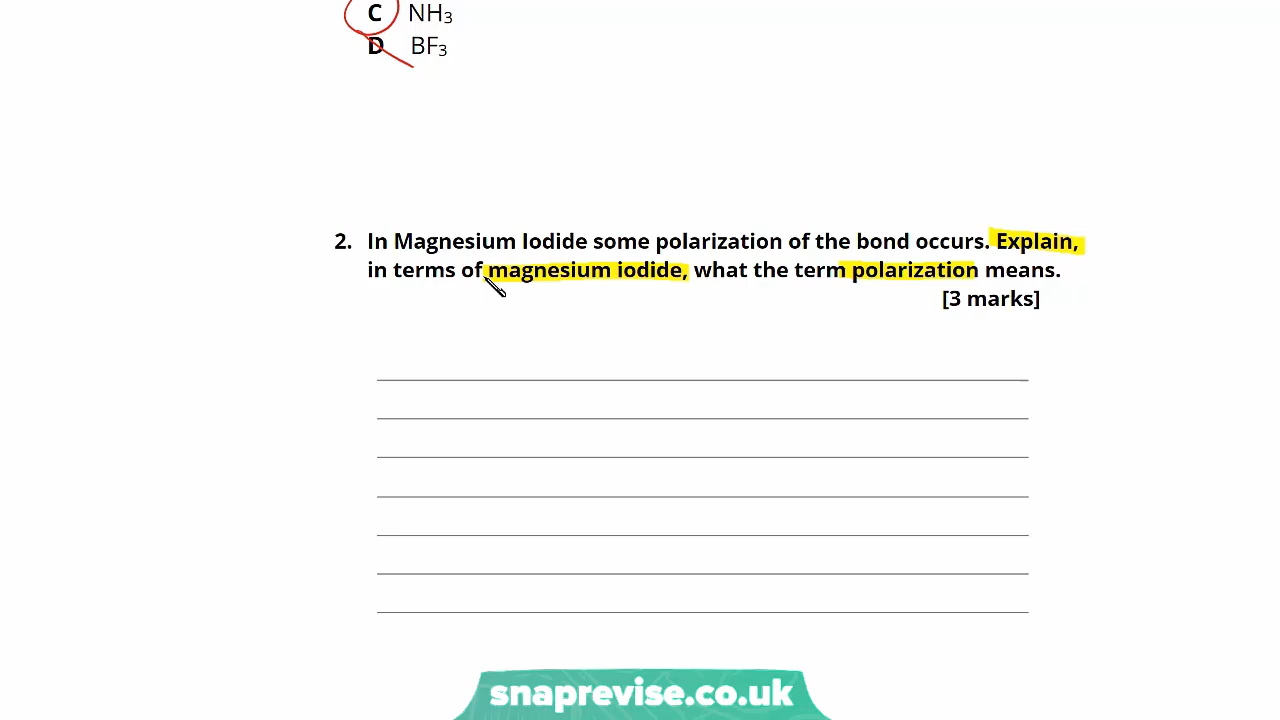 C NH₃
D BF₃
2. In Magnesium Iodide some polarization of the bond occurs. Explain,
in terms of magnesium iodide, what the term polarization means.
[3 marks]
snaprevise.co.uk